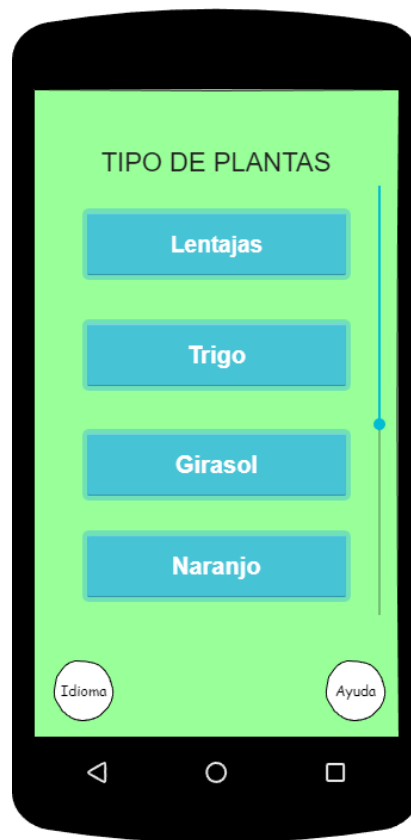 TIPO DE PLANTAS
Lentajas
Trigo
Girasol
Naranjo
Idioma
Ayuda